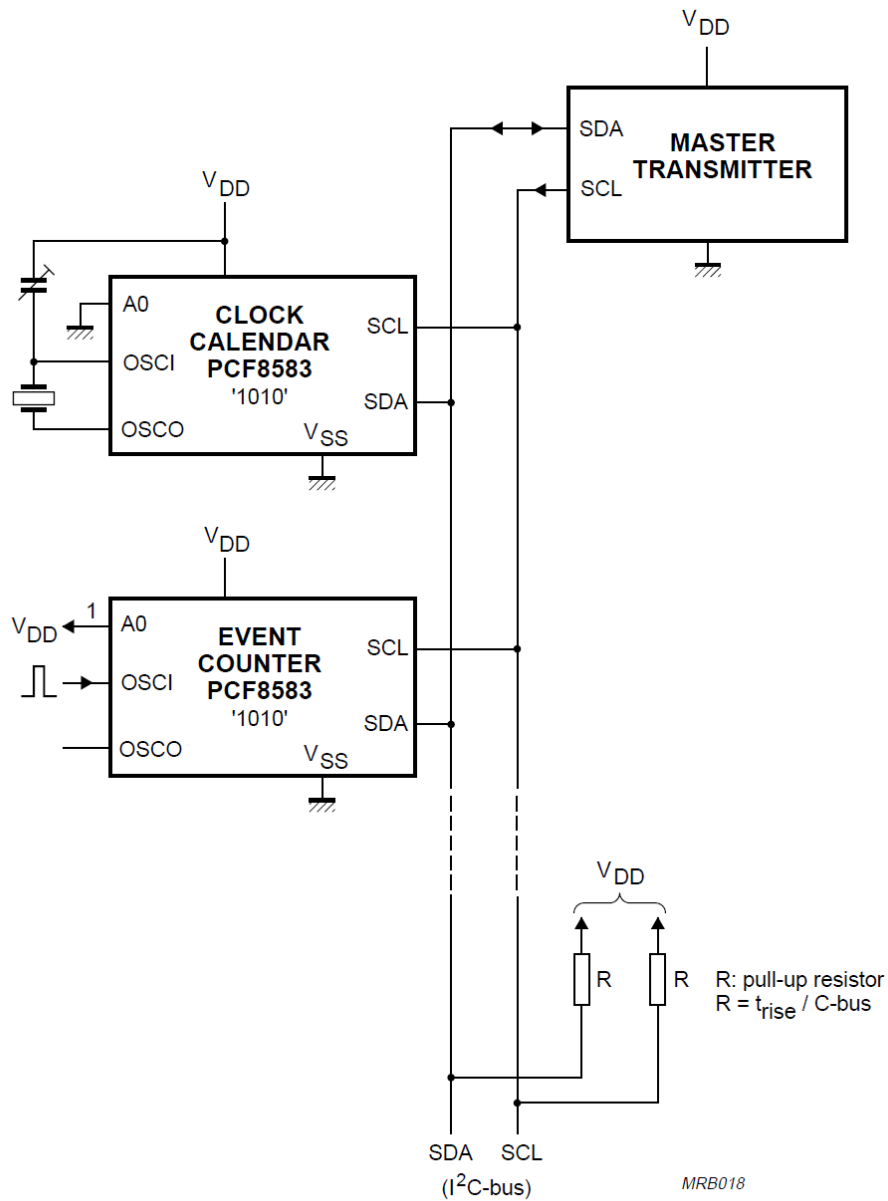 VDD
SDA
MASTER
TRANSMITTER
SCL
VDD
A0
CLOCK
CALENDAR
PCF8583
'1010'
SCL
OSCI
SDA
OSCO
VSS
VDD
1
VDD
A0
EVENT
COUNTER
PCF8583
'1010'
SCL
OSCI
SDA
OSCO
VSS
VDD
R
R
R: pull-up resistor
R = trise / C-bus
SDA
SCL
(I²C-bus)
MRB018